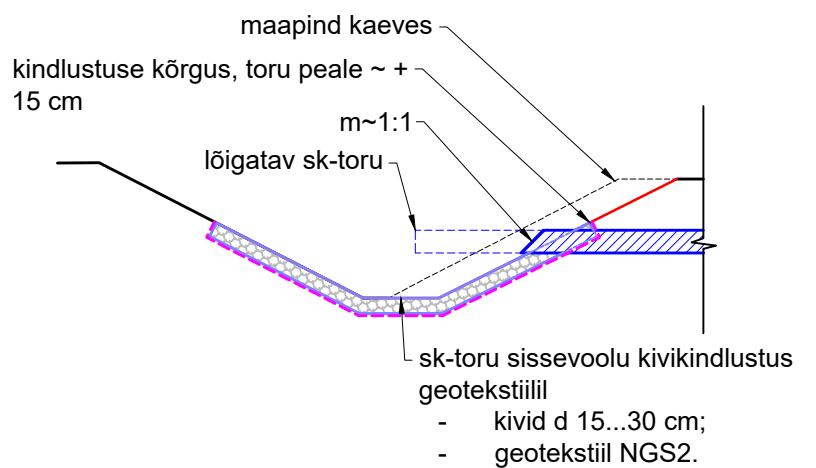 maapind kaeves
kindlustuse kõrgus, toru peale ~ +
15 cm
m~1:1
lõigatav sk-toru
sk-toru sissevoolu kivikindlustus
geotekstiilil
- kivid d 15...30 cm;
- geotekstiil NGS2.